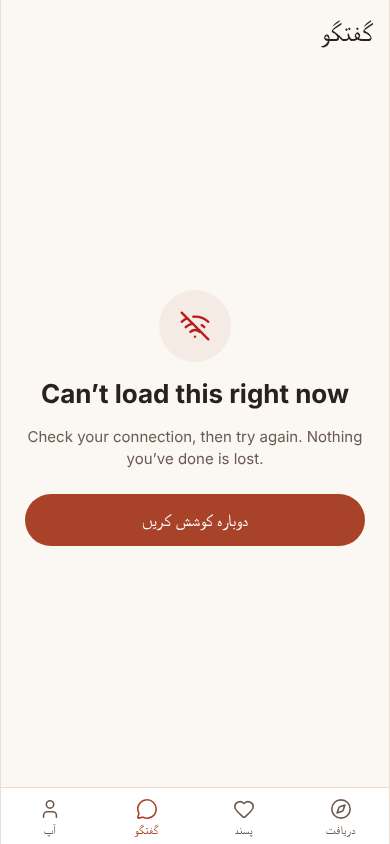 گفتگو
Can’t load this right now
Check your connection, then try again. Nothing
you’ve done is lost.
دوبارہ کوشش کریں
دریافت
پسند
گفتگو
آپ